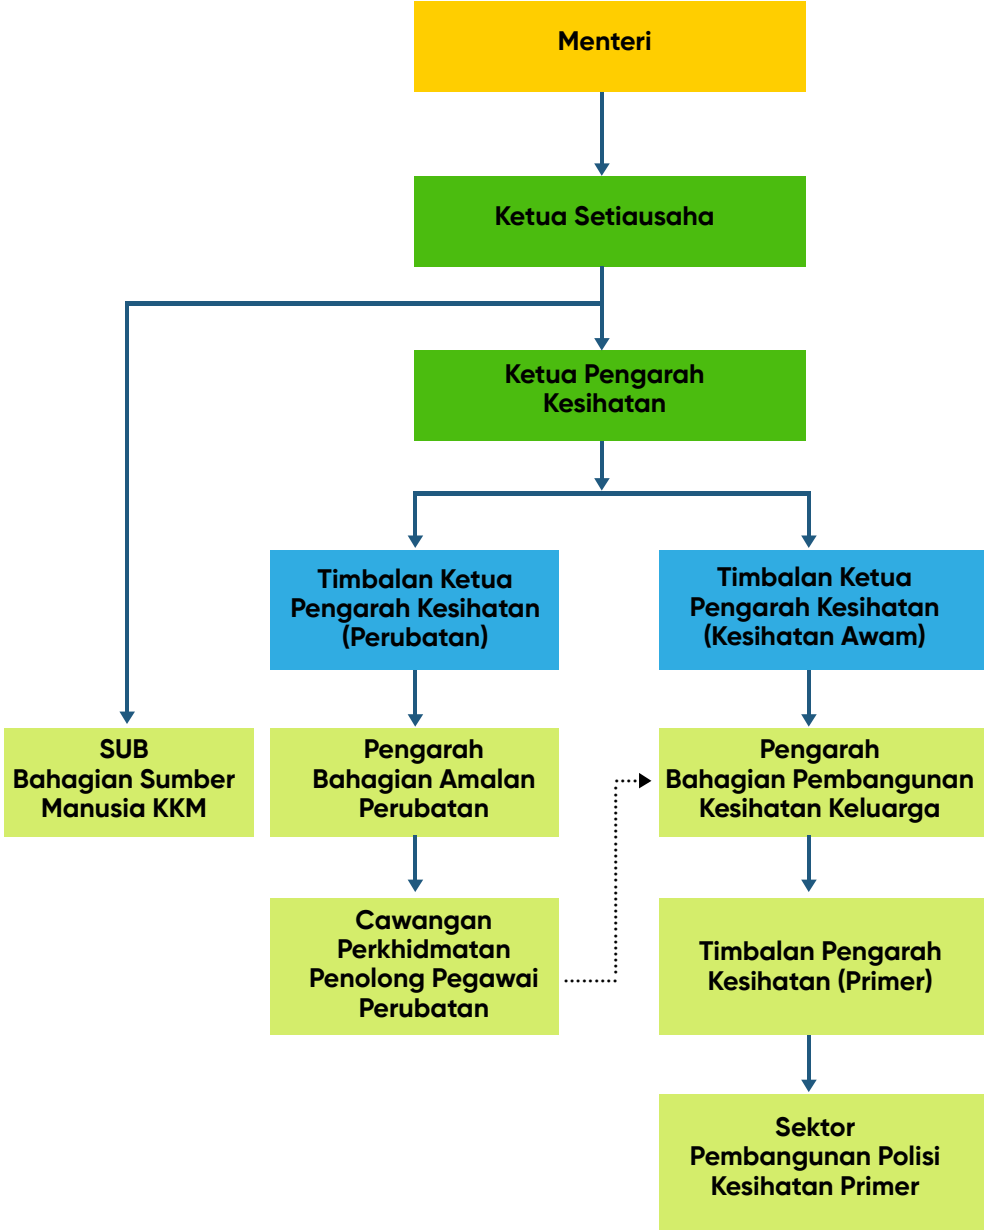 Menteri
Ketua Setiausaha
Ketua Pengarah
Kesihatan
Timbalan Ketua
Pengarah Kesihatan
(Perubatan)
Timbalan Ketua
Pengarah Kesihatan
(Kesihatan Awam)
SUB
Bahagian Sumber
Manusia KKM
Pengarah
Bahagian Amalan
Perubatan
Pengarah
Bahagian Pembangunan
Kesihatan Keluarga
Cawangan
Perkhidmatan
Penolong Pegawai
Perubatan
Timbalan Pengarah
Kesihatan (Primer)
Sektor
Pembangunan Polisi
Kesihatan Primer